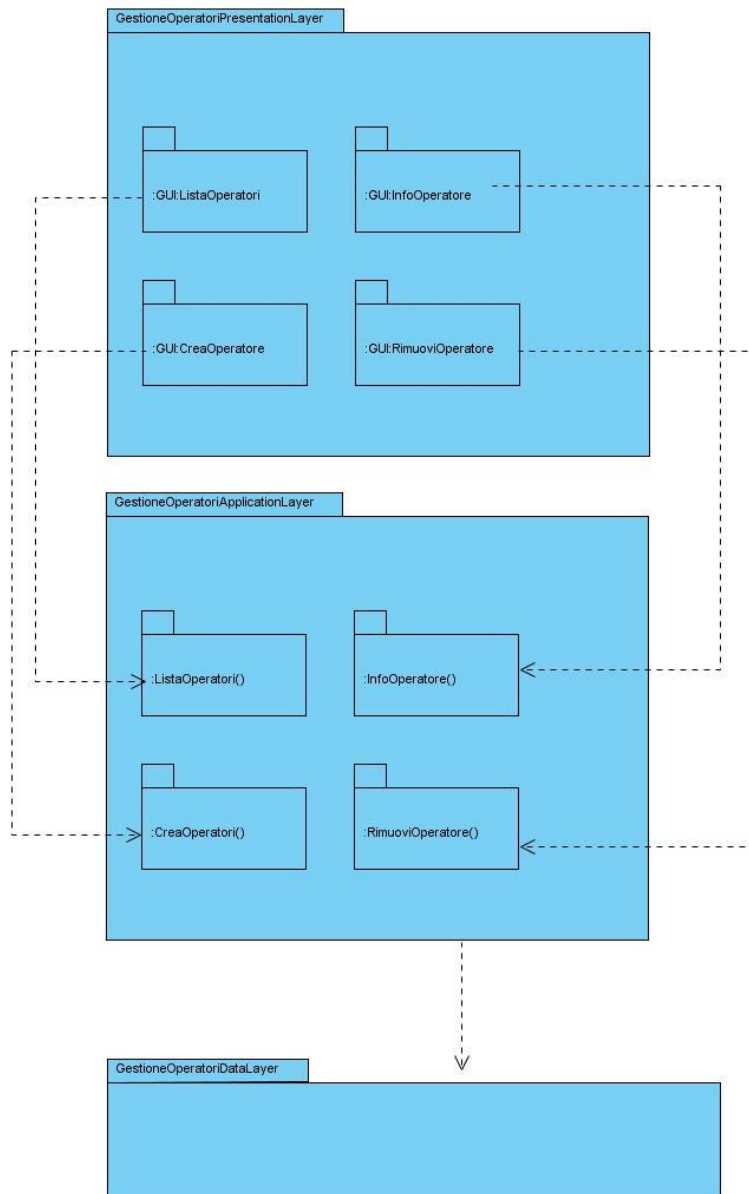 GestioneOperatoriPresentationLayer
:GUI:ListaOperatori
:GUI:InfoOperatore
:GUI:CreaOperatore
:GUI:RimuoviOperatore
GestioneOperatoriApplicationLayer
:ListaOperatori()
:InfoOperatore()
:CreaOperatori()
:RimuoviOperatore()
GestioneOperatoriDataLayer